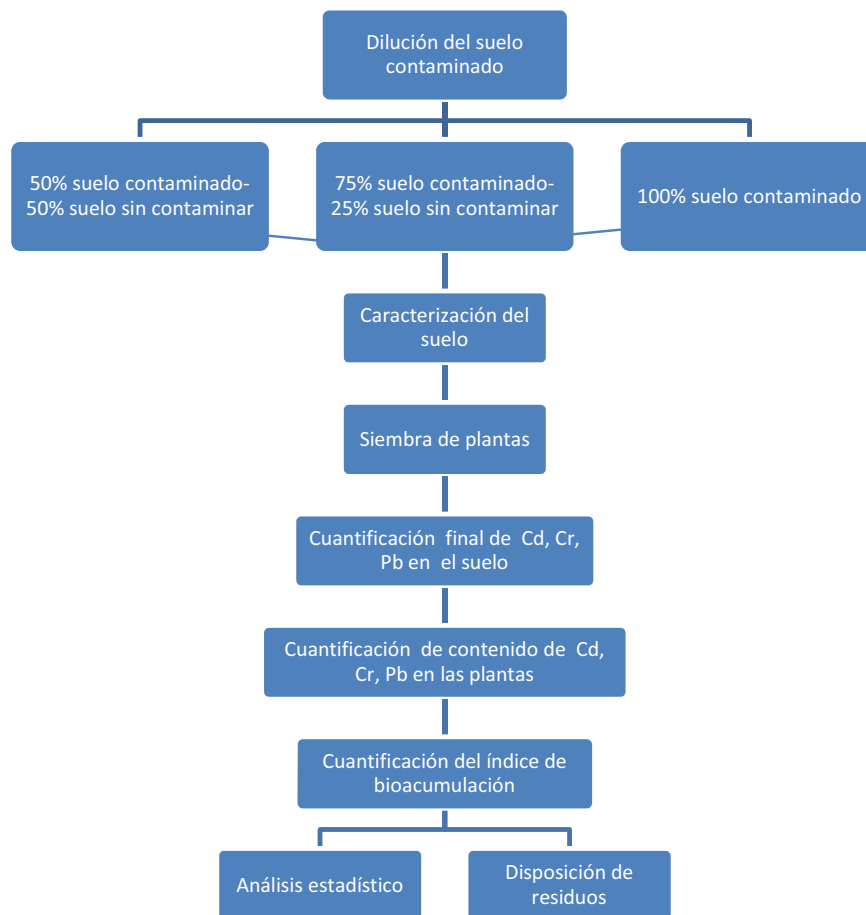 Dilución del suelo
contaminado
50% suelo contaminado-
50% suelo sin contaminar
75% suelo contaminado-
25% suelo sin contaminar
100% suelo contaminado
Caracterización del
suelo
Siembra de plantas
Cuantificación  final de  Cd, Cr,
Pb en  el suelo
Cuantificación  de contenido de  Cd,
Cr, Pb en las plantas
Cuantificación del índice de
bioacumulación
Análisis estadístico
Disposición de
residuos